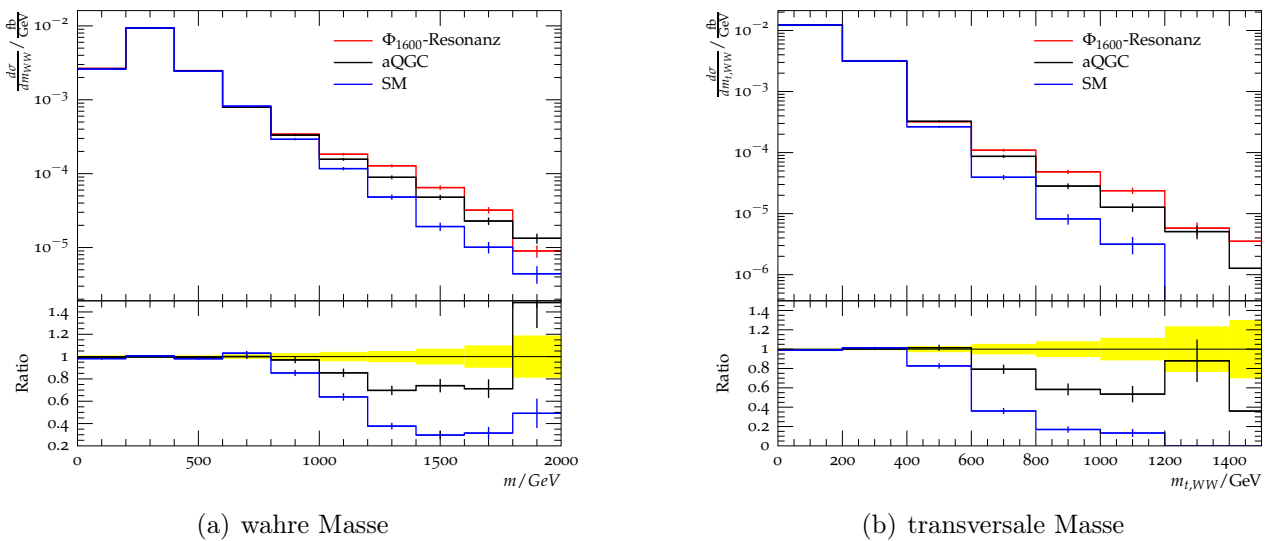 dσ/dm_WW / fb/GeV
10⁻²
10⁻³
10⁻⁴
10⁻⁵
Φ₁₆₀₀-Resonanz
aQGC
SM
Ratio
1.4
1.2
1
0.8
0.6
0.4
0.2
0 500 1000 1500 2000
m/GeV
(a) wahre Masse
dσ/dm_t,WW / fb/GeV
10⁻²
10⁻³
10⁻⁴
10⁻⁵
10⁻⁶
Φ₁₆₀₀-Resonanz
aQGC
SM
Ratio
1.4
1.2
1
0.8
0.6
0.4
0.2
0
0 200 400 600 800 1000 1200 1400
m_t,WW/GeV
(b) transversale Masse